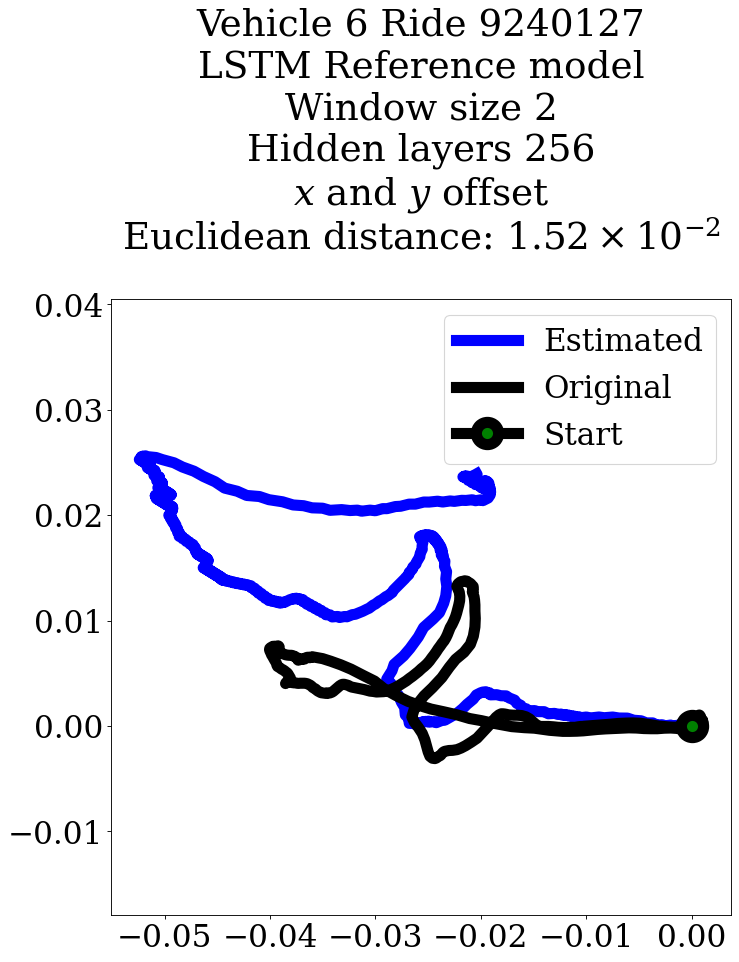 Vehicle 6 Ride 9240127
LSTM Reference model
Window size 2
Hidden layers 256
x and y offset
Euclidean distance: 1.52 × 10⁻²
Estimated
Original
Start
0.04
0.03
0.02
0.01
0.00
−0.01
−0.05 −0.04 −0.03 −0.02 −0.01 0.00